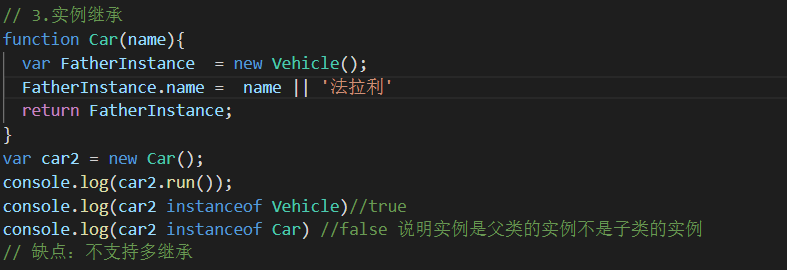 // 3.实例继承
function Car(name){
  var FatherInstance  = new Vehicle();
  FatherInstance.name =  name || '法拉利'
  return FatherInstance;
}
var car2 = new Car();
console.log(car2.run());
console.log(car2 instanceof Vehicle)//true
console.log(car2 instanceof Car) //false 说明实例是父类的实例不是子类的实例
// 缺点：不支持多继承